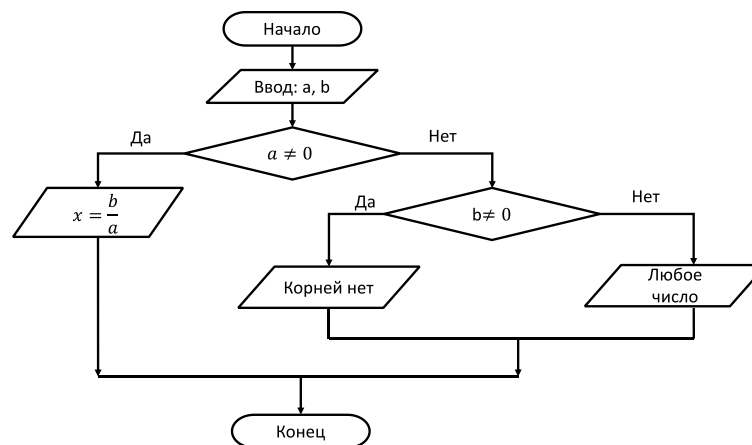 Начало
Ввод: a, b
Да
Нет
a ≠ 0
x = b/a
Да
Нет
b≠ 0
Корней нет
Любое
число
Конец